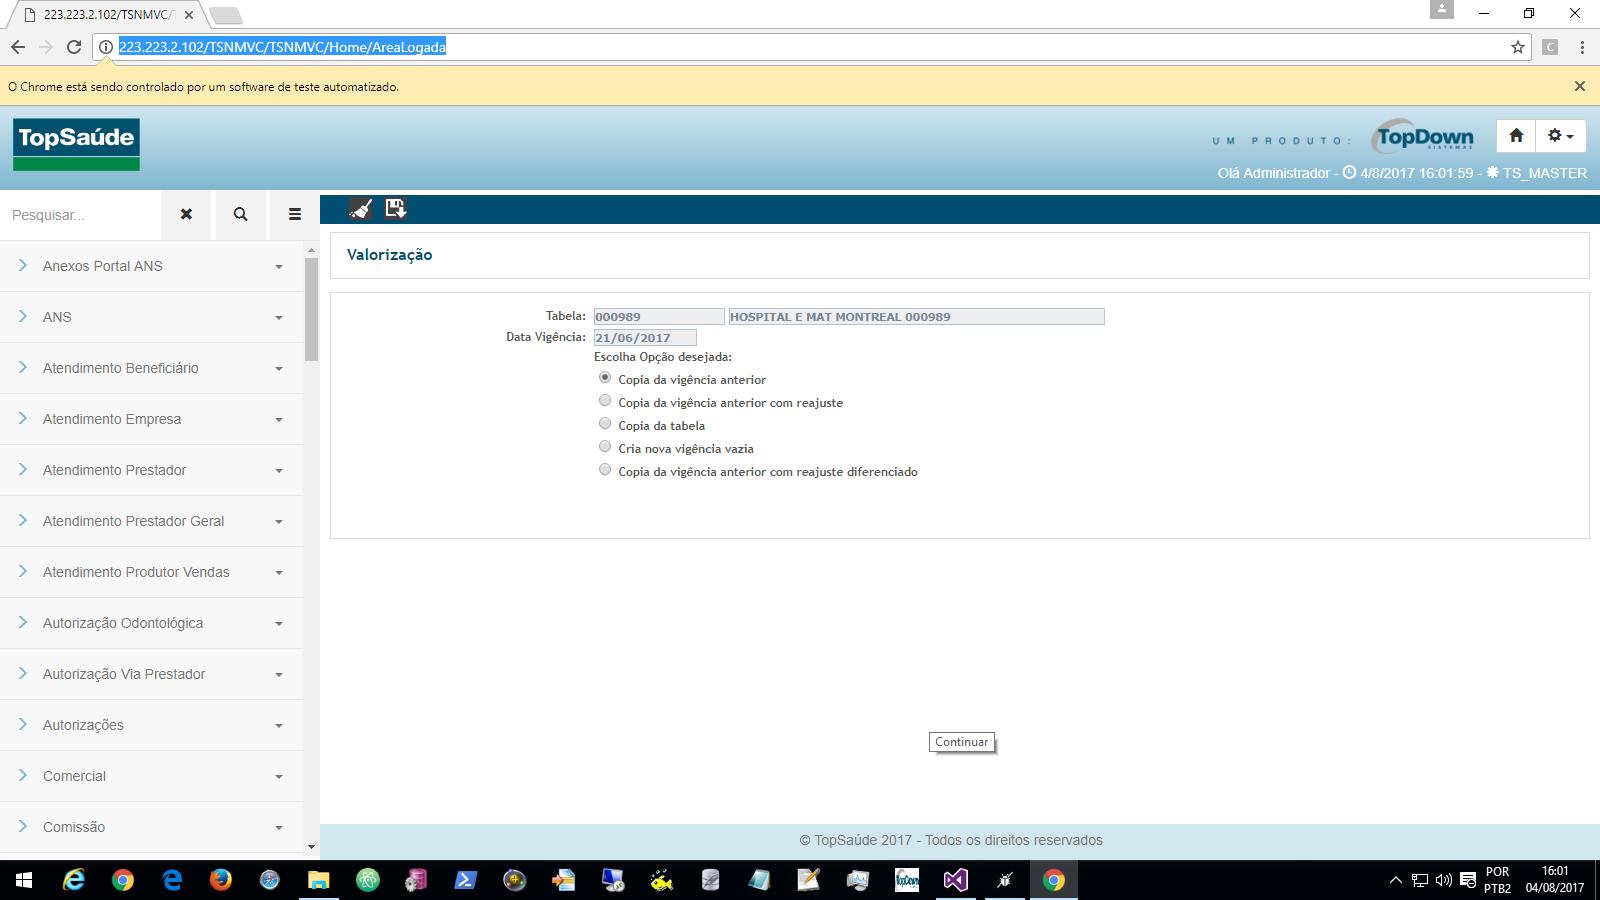 223.223.2.102/TSNMVC/T
223.223.2.102/TSNMVC/TSNMVC/Home/AreaLogada
C
O Chrome está sendo controlado por um software de teste automatizado.
TopSaúde
UM PRODUTO:
TopDown
SISTEMAS
Olá Administrador - 4/8/2017 16:01:59 - TS_MASTER
Pesquisar...
Valorização
Anexos Portal ANS
ANS
Atendimento Beneficiário
Atendimento Empresa
Atendimento Prestador
Atendimento Prestador Geral
Atendimento Produtor Vendas
Autorização Odontológica
Autorização Via Prestador
Autorizações
Comercial
Comissão
Tabela: 000989 HOSPITAL E MAT MONTREAL 000989
Data Vigência: 21/06/2017
Escolha Opção desejada:
Copia da vigência anterior
Copia da vigência anterior com reajuste
Copia da tabela
Cria nova vigência vazia
Copia da vigência anterior com reajuste diferenciado
Continuar
© TopSaúde 2017 - Todos os direitos reservados
TopDown
POR
PTB2
16:01
04/08/2017